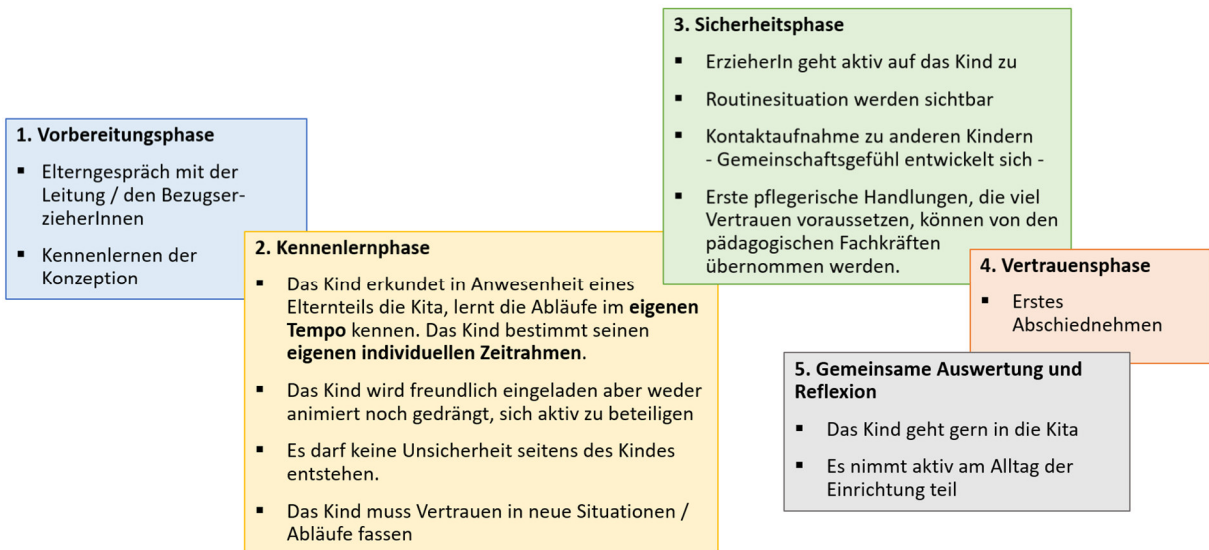 1. Vorbereitungsphase
▪ Elterngespräch mit der
Leitung / den Bezugser-
zieherInnen
▪ Kennenlernen der
Konzeption
2. Kennenlernphase
▪ Das Kind erkundet in Anwesenheit eines
Elternteils die Kita, lernt die Abläufe im eigenen
Tempo kennen. Das Kind bestimmt seinen
eigenen individuellen Zeitrahmen.
▪ Das Kind wird freundlich eingeladen aber weder
animiert noch gedrängt, sich aktiv zu beteiligen
▪ Es darf keine Unsicherheit seitens des Kindes
entstehen.
▪ Das Kind muss Vertrauen in neue Situationen /
Abläufe fassen
3. Sicherheitsphase
▪ ErzieherIn geht aktiv auf das Kind zu
▪ Routinesituation werden sichtbar
▪ Kontaktaufnahme zu anderen Kindern
- Gemeinschaftsgefühl entwickelt sich -
▪ Erste pflegerische Handlungen, die viel
Vertrauen voraussetzen, können von den
pädagogischen Fachkräften
übernommen werden.
4. Vertrauensphase
▪ Erstes
Abschiednehmen
5. Gemeinsame Auswertung und
Reflexion
▪ Das Kind geht gern in die Kita
▪ Es nimmt aktiv am Alltag der
Einrichtung teil